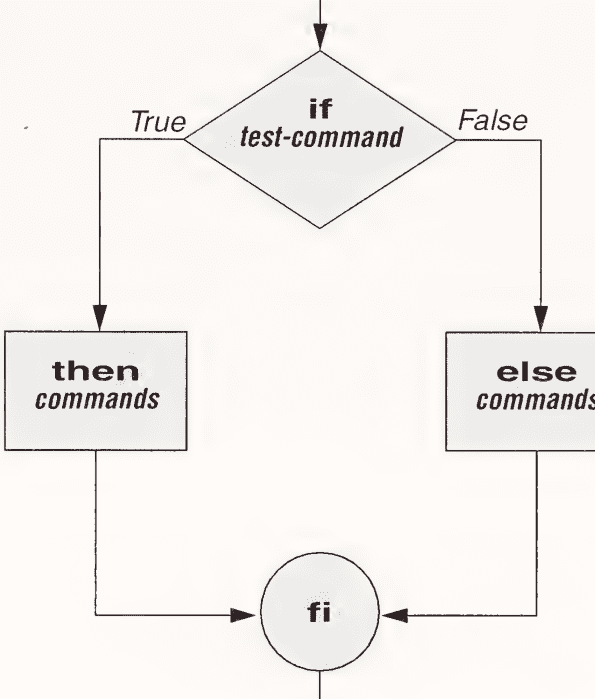 if
test-command
True
False
then
commands
else
commands
fi